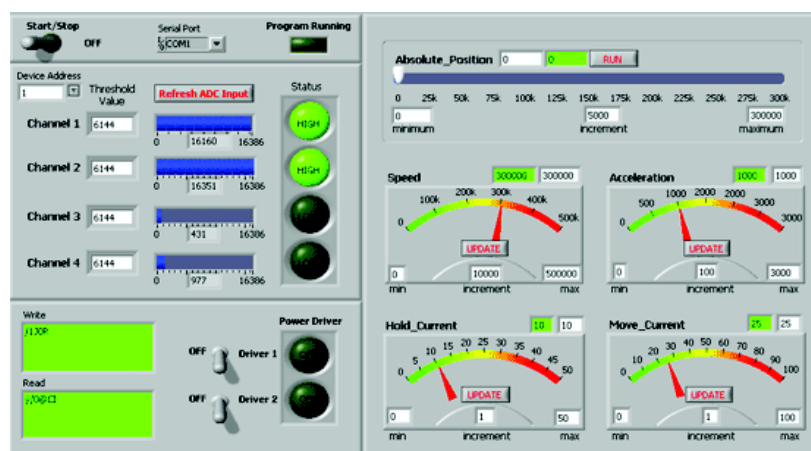 Start/Stop
OFF
Serial Port
COM1
Program Running
Device Address
1
Threshold
Value
Refresh ADC Input
Status
Channel 1
6144
0
16160
16386
HIGH
Channel 2
6144
0
16351
16386
HIGH
Channel 3
6144
0
431
16386
Channel 4
6144
0
977
16386
Write
/1J0R
OFF
Driver 1
Power Driver
Read
OFF
Driver 2
Absolute_Position
0
0
RUN
0 25k 50k 75k 100k 125k 150k 175k 200k 225k 250k 275k 300k
0
5000
300000
minimum
increment
maximum
Speed
300000
300000
0
100k
200k
300k
400k
500k
UPDATE
0
10000
500000
min
increment
max
Acceleration
1000
1000
0
500
1000
2000
2000
3000
3000
UPDATE
0
100
3000
min
increment
max
Hold_Current
10
10
0 5 10 15 20 25 30 35 40 45 50
UPDATE
0
1
50
min
increment
max
Move_Current
25
25
0 10 20 30 40 50 60 70 80 90 100
UPDATE
0
1
100
min
increment
max